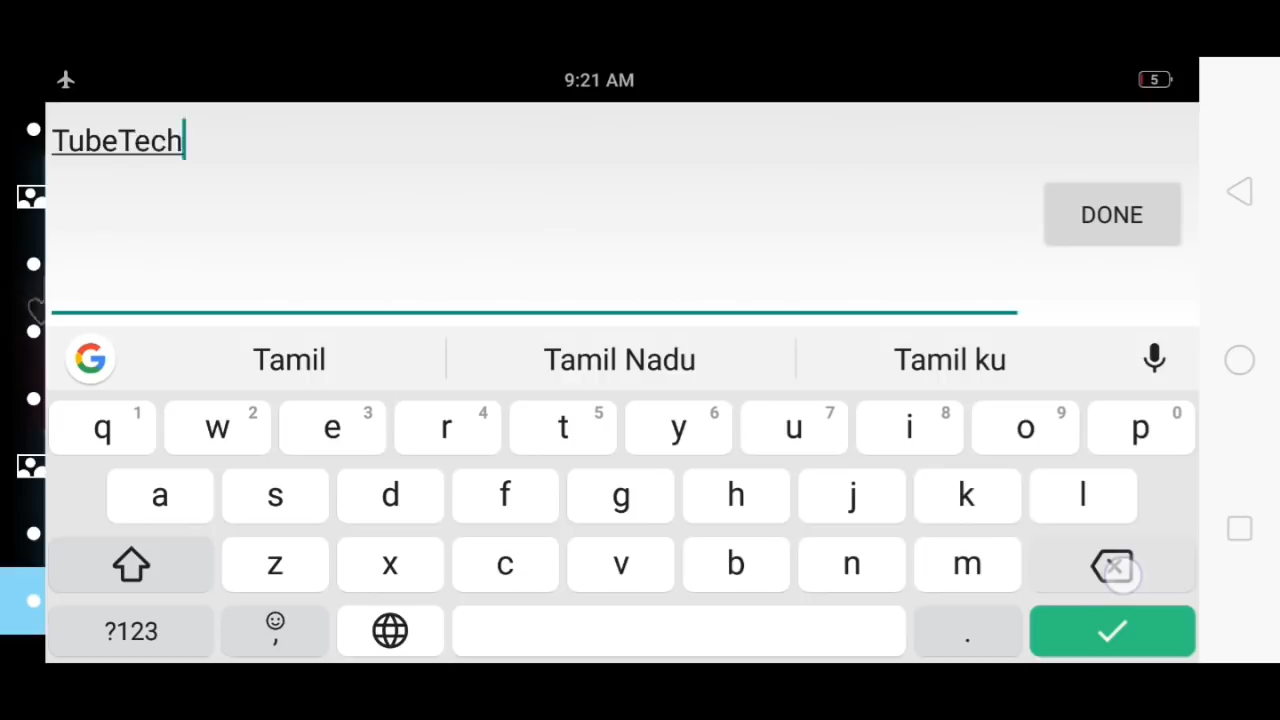 9:21 AM
5
TubeTech
DONE
Tamil
Tamil Nadu
Tamil ku
q 1 w 2 e 3 r 4 t 5 y 6 u 7 i 8 o 9 p 0
a s d f g h j k l
z x c v b n m
?123 , .